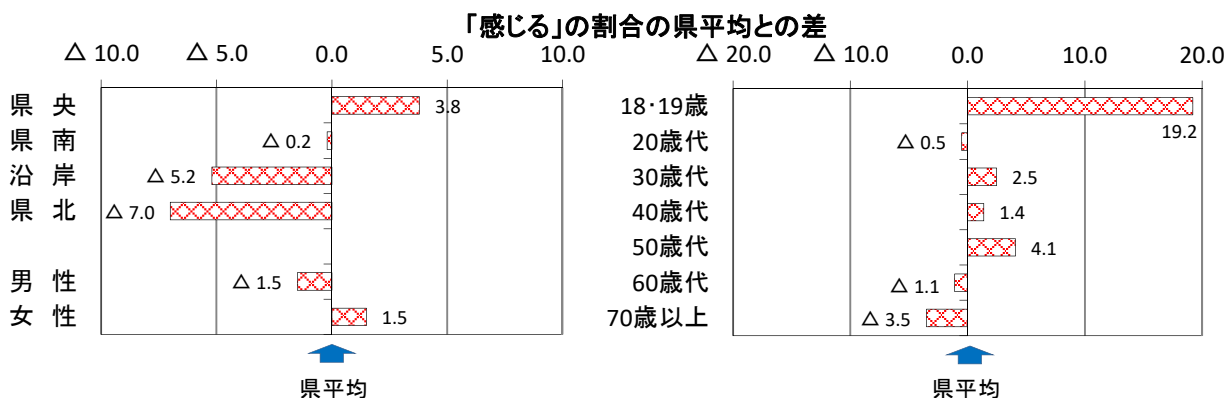 「感じる」の割合の県平均との差
△ 10.0 △ 5.0 0.0 5.0 10.0
県 央 3.8
県 南 △ 0.2
沿 岸 △ 5.2
県 北 △ 7.0
男 性 △ 1.5
女 性 1.5
県平均
△ 20.0 △ 10.0 0.0 10.0 20.0
18・19歳 19.2
20歳代 △ 0.5
30歳代 2.5
40歳代 1.4
50歳代 4.1
60歳代 △ 1.1
70歳以上 △ 3.5
県平均